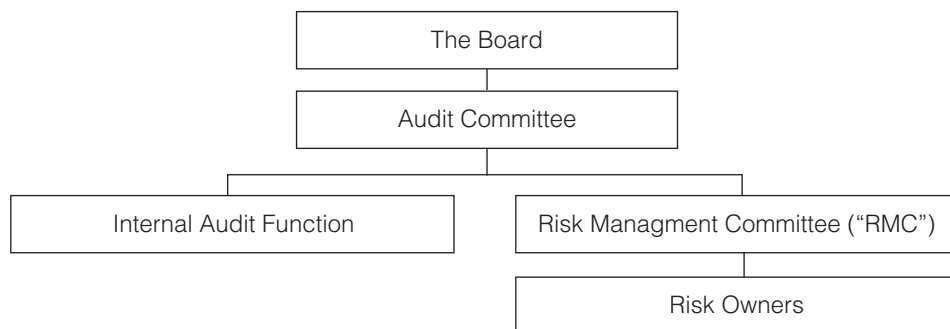 The Board
Audit Committee
Internal Audit Function
Risk Managment Committee (“RMC”)
Risk Owners